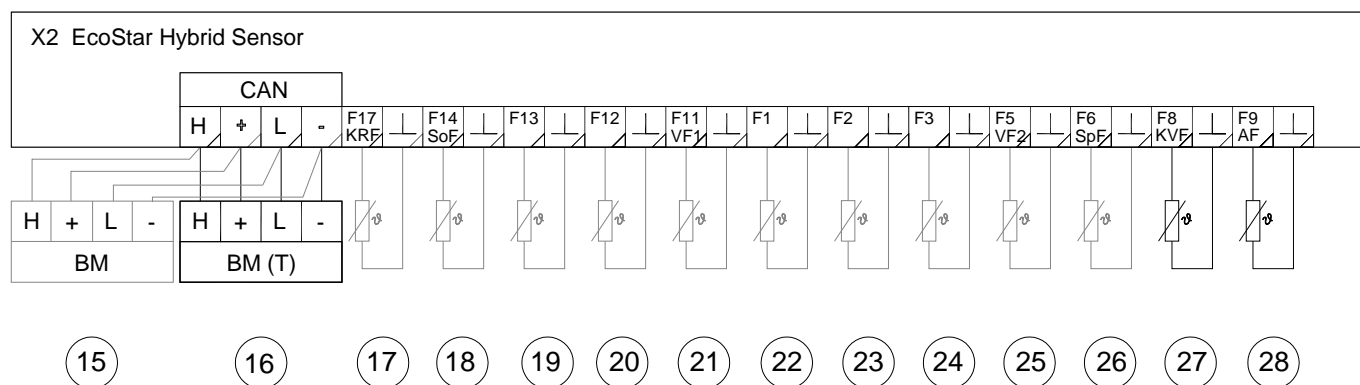 X2 EcoStar Hybrid Sensor
CAN
H + L - F17 F14 F13 F12 F11 F1 F2 F3 F5 F6 F8 F9
KRF SoF VF1 VF2 SpF KVF AF
H + L - H + L - ϑ ϑ ϑ ϑ ϑ ϑ ϑ ϑ ϑ ϑ ϑ ϑ
BM BM (T)
15 16 17 18 19 20 21 22 23 24 25 26 27 28